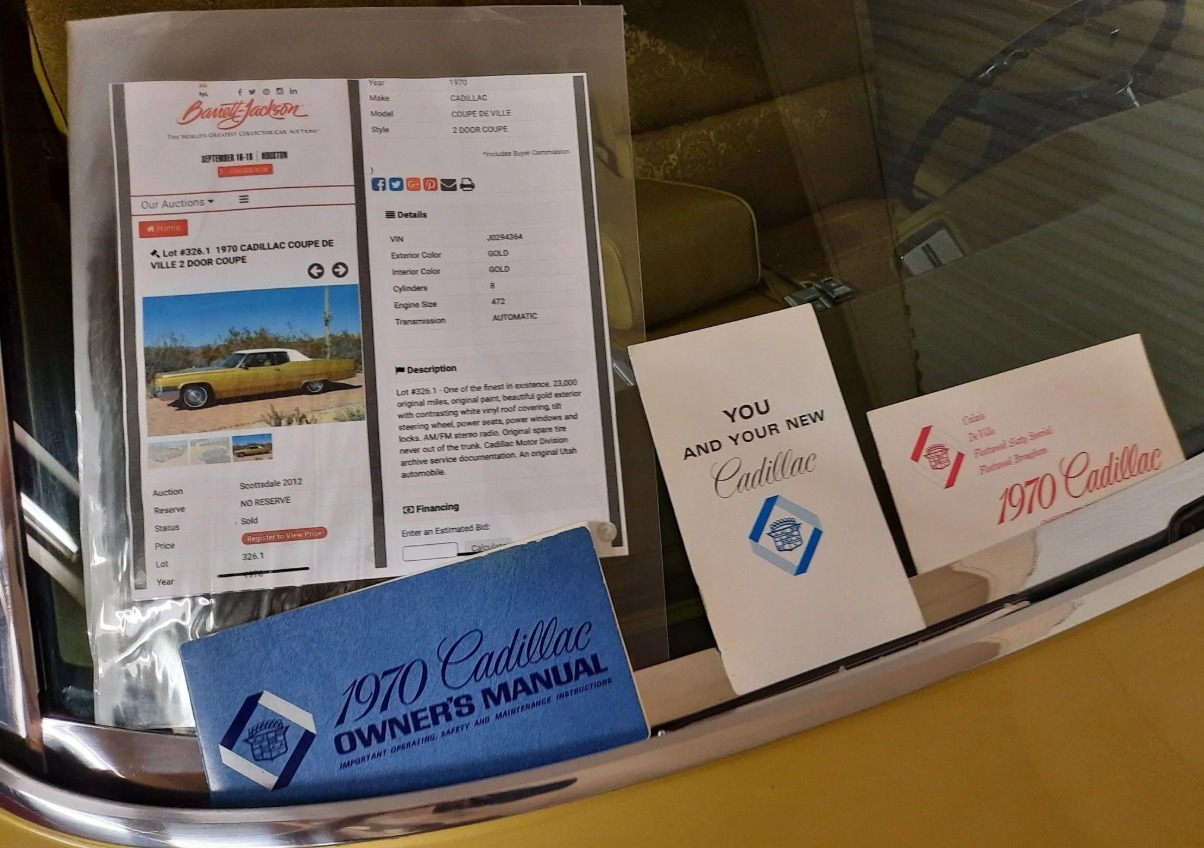 Barrett-Jackson
THE WORLD'S GREATEST COLLECTOR CAR AUCTIONS
SEPTEMBER 16-18 | HOUSTON
Our Auctions
Home
Lot #326.1 1970 CADILLAC COUPE DE
VILLE 2 DOOR COUPE
Auction Scottsdale 2012
Reserve NO RESERVE
Status Sold
Price Register to View Price
Lot 326.1
Year 1970
Year 1970
Make CADILLAC
Model COUPE DE VILLE
Style 2 DOOR COUPE
*Includes Buyer Commission
)
Details
VIN J0294364
Exterior Color GOLD
Interior Color GOLD
Cylinders 8
Engine Size 472
Transmission AUTOMATIC
Description
Lot #326.1 - One of the finest in existence. 23,000
original miles, original paint, beautiful gold exterior
with contrasting white vinyl roof covering, tilt
steering wheel, power seats, power windows and
locks. AM/FM stereo radio. Original spare tire
never out of the trunk. Cadillac Motor Division
archive service documentation. An original Utah
automobile.
Financing
Enter an Estimated Bid:
1970 Cadillac
OWNER'S MANUAL
IMPORTANT OPERATING, SAFETY AND MAINTENANCE INSTRUCTIONS
YOU
AND YOUR NEW
Cadillac
Calais
De Ville
Fleetwood Sixty Special
Fleetwood Brougham
1970 Cadillac